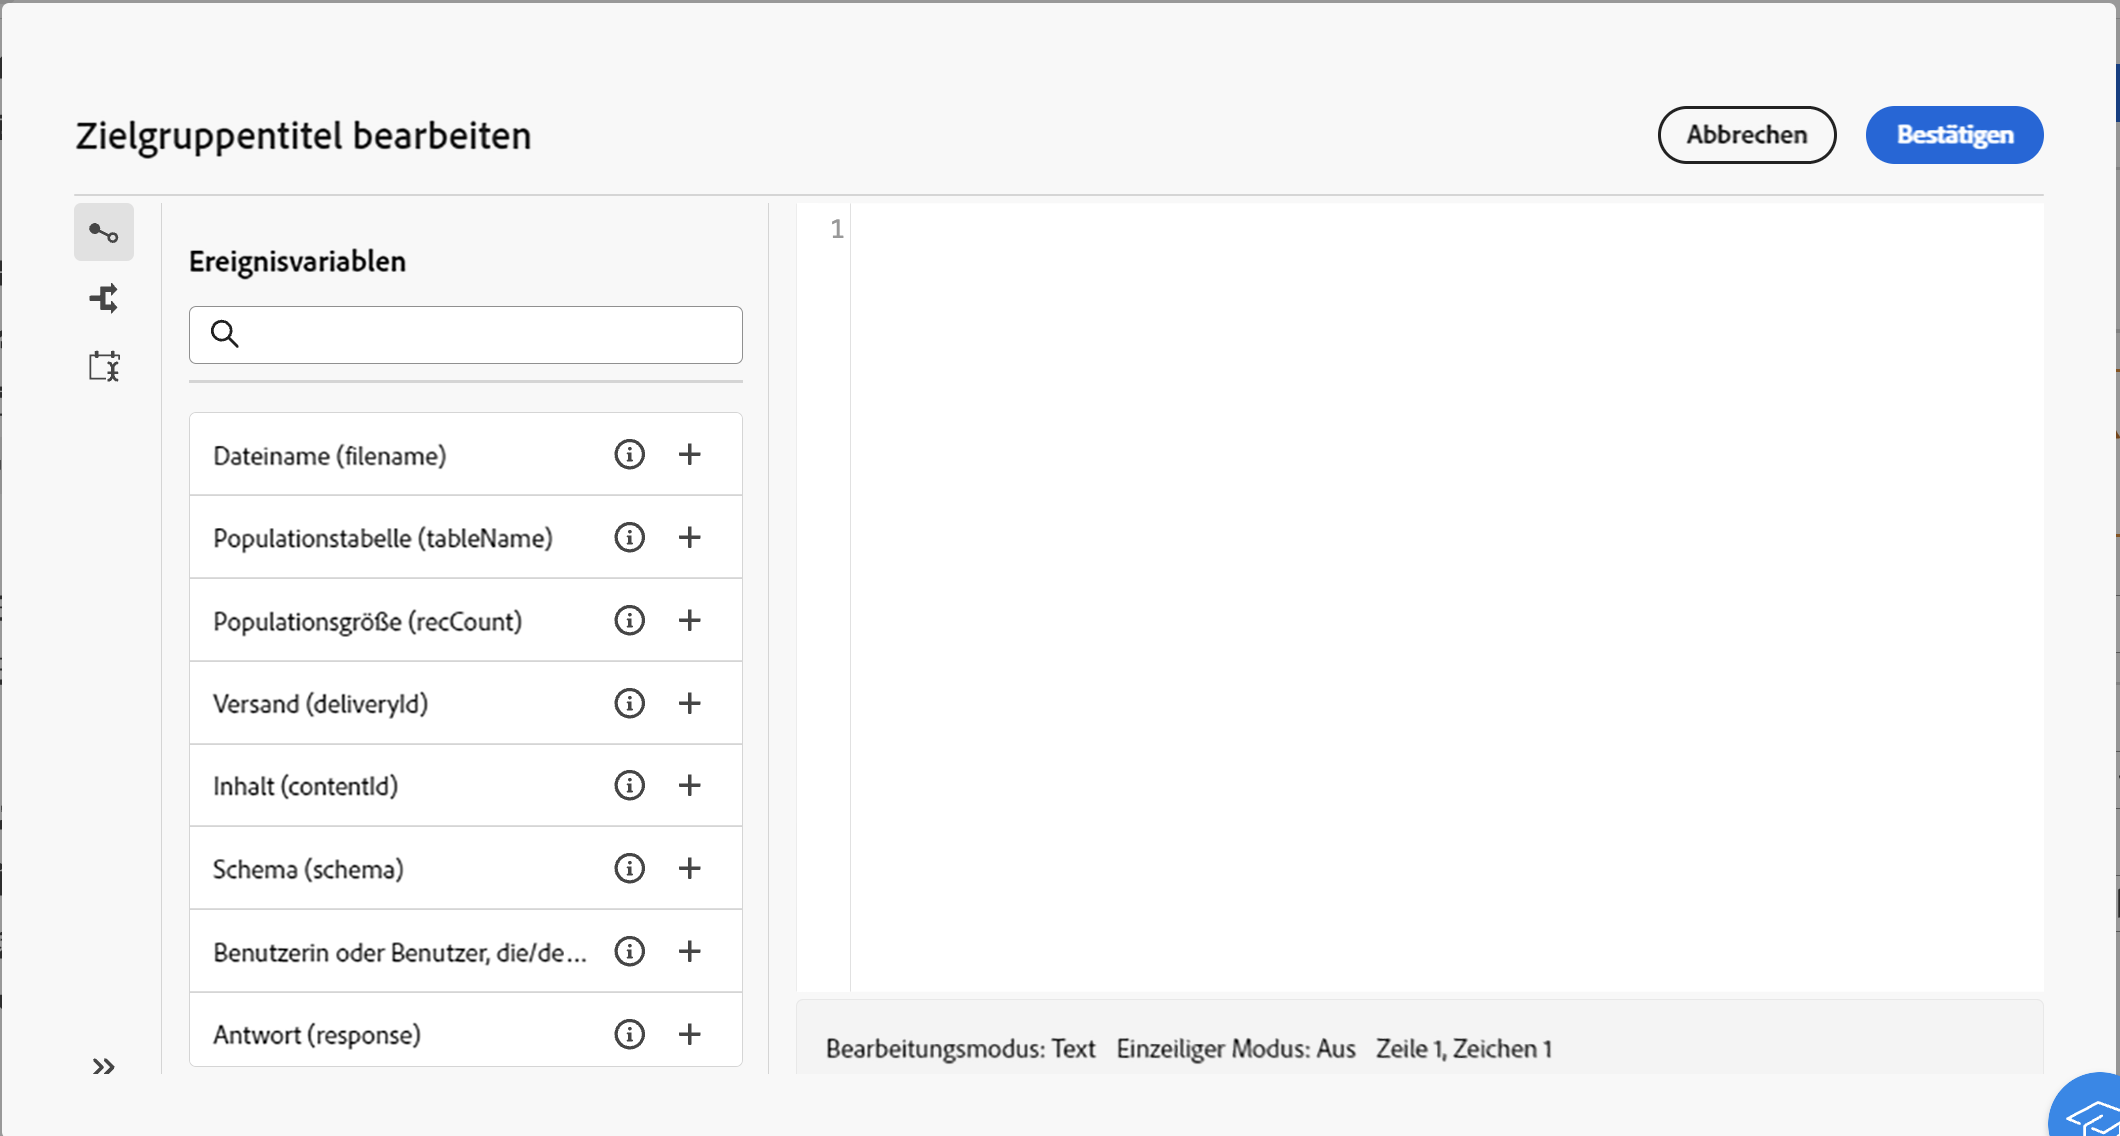 Zielgruppentitel bearbeiten
Abbrechen
Bestätigen
Ereignisvariablen
1
Dateiname (filename)
Populationstabelle (tableName)
Populationsgröße (recCount)
Versand (deliveryId)
Inhalt (contentId)
Schema (schema)
Benutzerin oder Benutzer, die/de...
Antwort (response)
Bearbeitungsmodus: Text Einzeiliger Modus: Aus Zeile 1, Zeichen 1